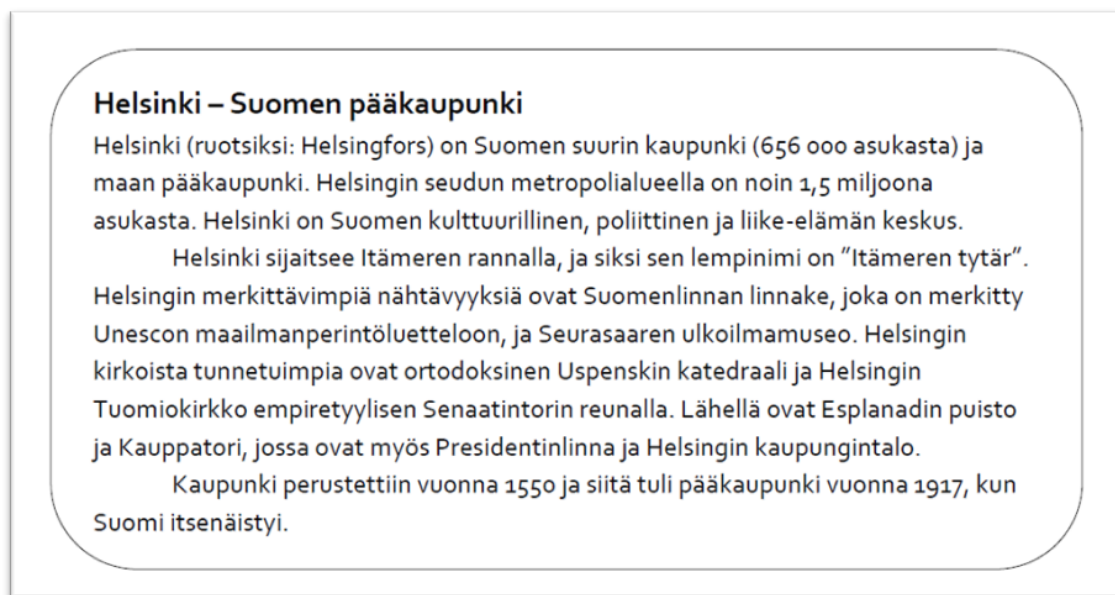 Helsinki – Suomen pääkaupunki
Helsinki (ruotsiksi: Helsingfors) on Suomen suurin kaupunki (656 000 asukasta) ja
maan pääkaupunki. Helsingin seudun metropolialueella on noin 1,5 miljoona
asukasta. Helsinki on Suomen kulttuurillinen, poliittinen ja liike-elämän keskus.
Helsinki sijaitsee Itämeren rannalla, ja siksi sen lempinimi on ”Itämeren tytär”.
Helsingin merkittävimpiä nähtävyyksiä ovat Suomenlinnan linnake, joka on merkitty
Unescon maailmanperintöluetteloon, ja Seurasaaren ulkoilmamuseo. Helsingin
kirkoista tunnetuimpia ovat ortodoksinen Uspenskin katedraali ja Helsingin
Tuomiokirkko empiretyylisen Senaatintorin reunalla. Lähellä ovat Esplanadin puisto
ja Kauppatori, jossa ovat myös Presidentinlinna ja Helsingin kaupungintalo.
Kaupunki perustettiin vuonna 1550 ja siitä tuli pääkaupunki vuonna 1917, kun
Suomi itsenäistyi.